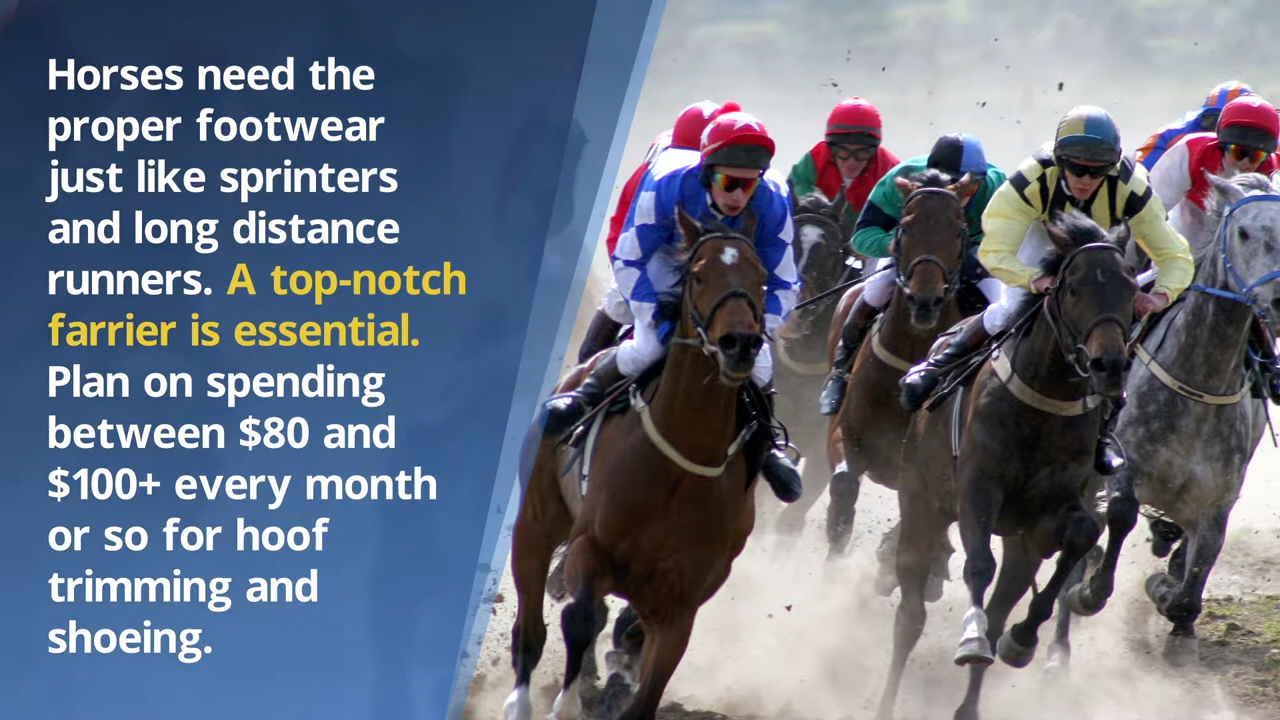 Horses need the
proper footwear
just like sprinters
and long distance
runners. A top-notch
farrier is essential.
Plan on spending
between $80 and
$100+ every month
or so for hoof
trimming and
shoeing.